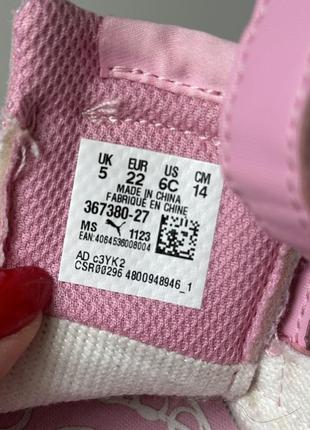 UK EUR US CM
5 22 6C 14
MADE IN CHINA
FABRIQUÉ EN CHINE
367380-27
MS 1123
EAN:4064536008004
AD c3YK2
CSR00296 4800948946_1